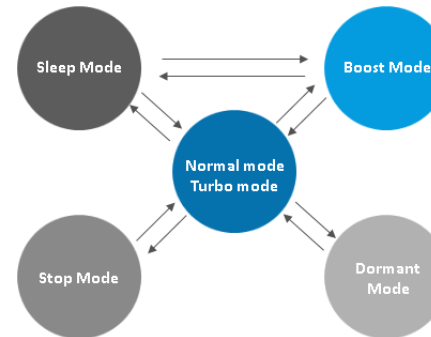 Sleep Mode
Boost Mode
Normal mode
Turbo mode
Stop Mode
Dormant
Mode